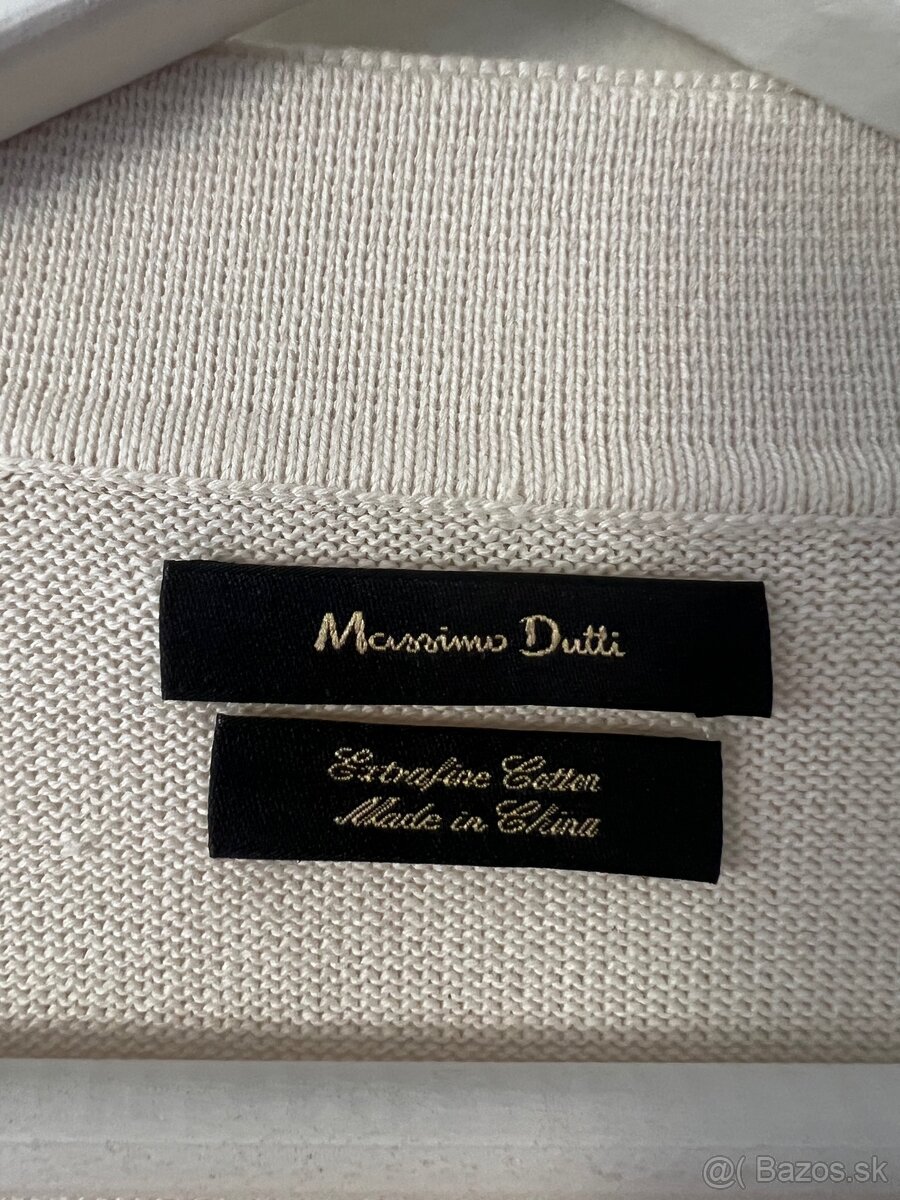 Massimo Dutti
Extrafine Cotton
Made in China
@( Bazos.sk